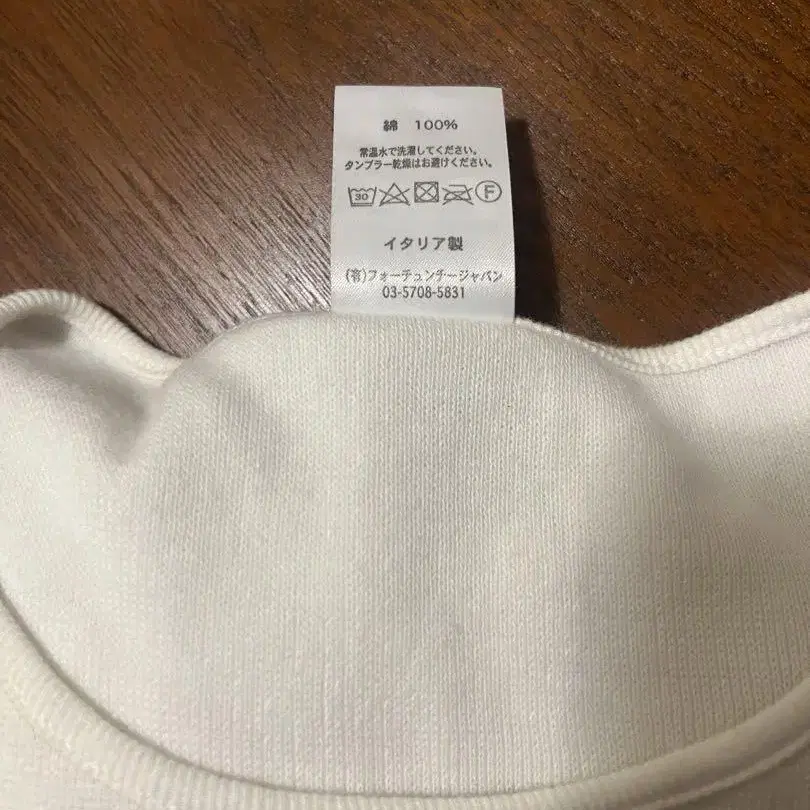 綿 100%
常温水で洗濯してください。
タンブラー乾燥はお避けください。
30 F
イタリア製
(有)フォーチュンチージャパン
03-5708-5831